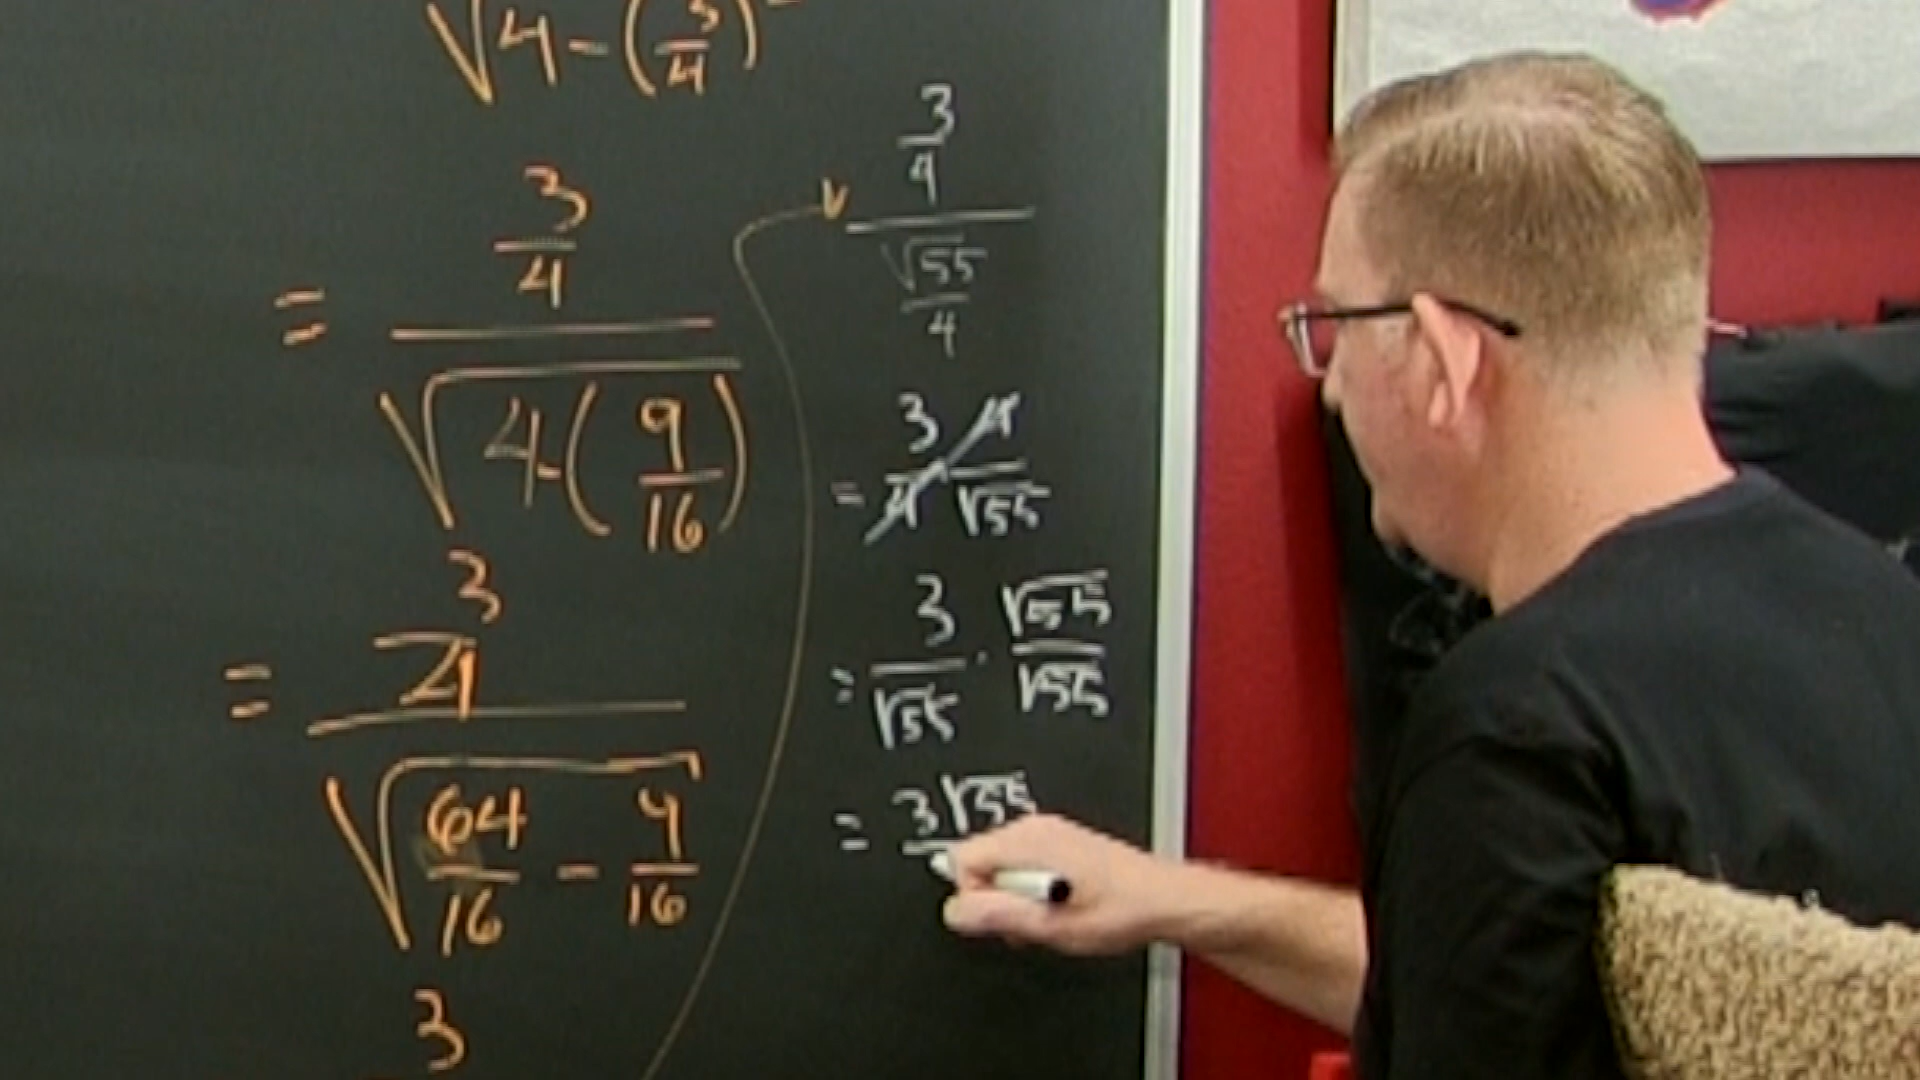 √4 - (3/4)²
= 3/4 / √4 - (9/16)
= 3/4 / √64/16 - 9/16
3
3/4 / √55/4
= 3/4 4/√55
= 3/√55 · √55/√55
= 3√55